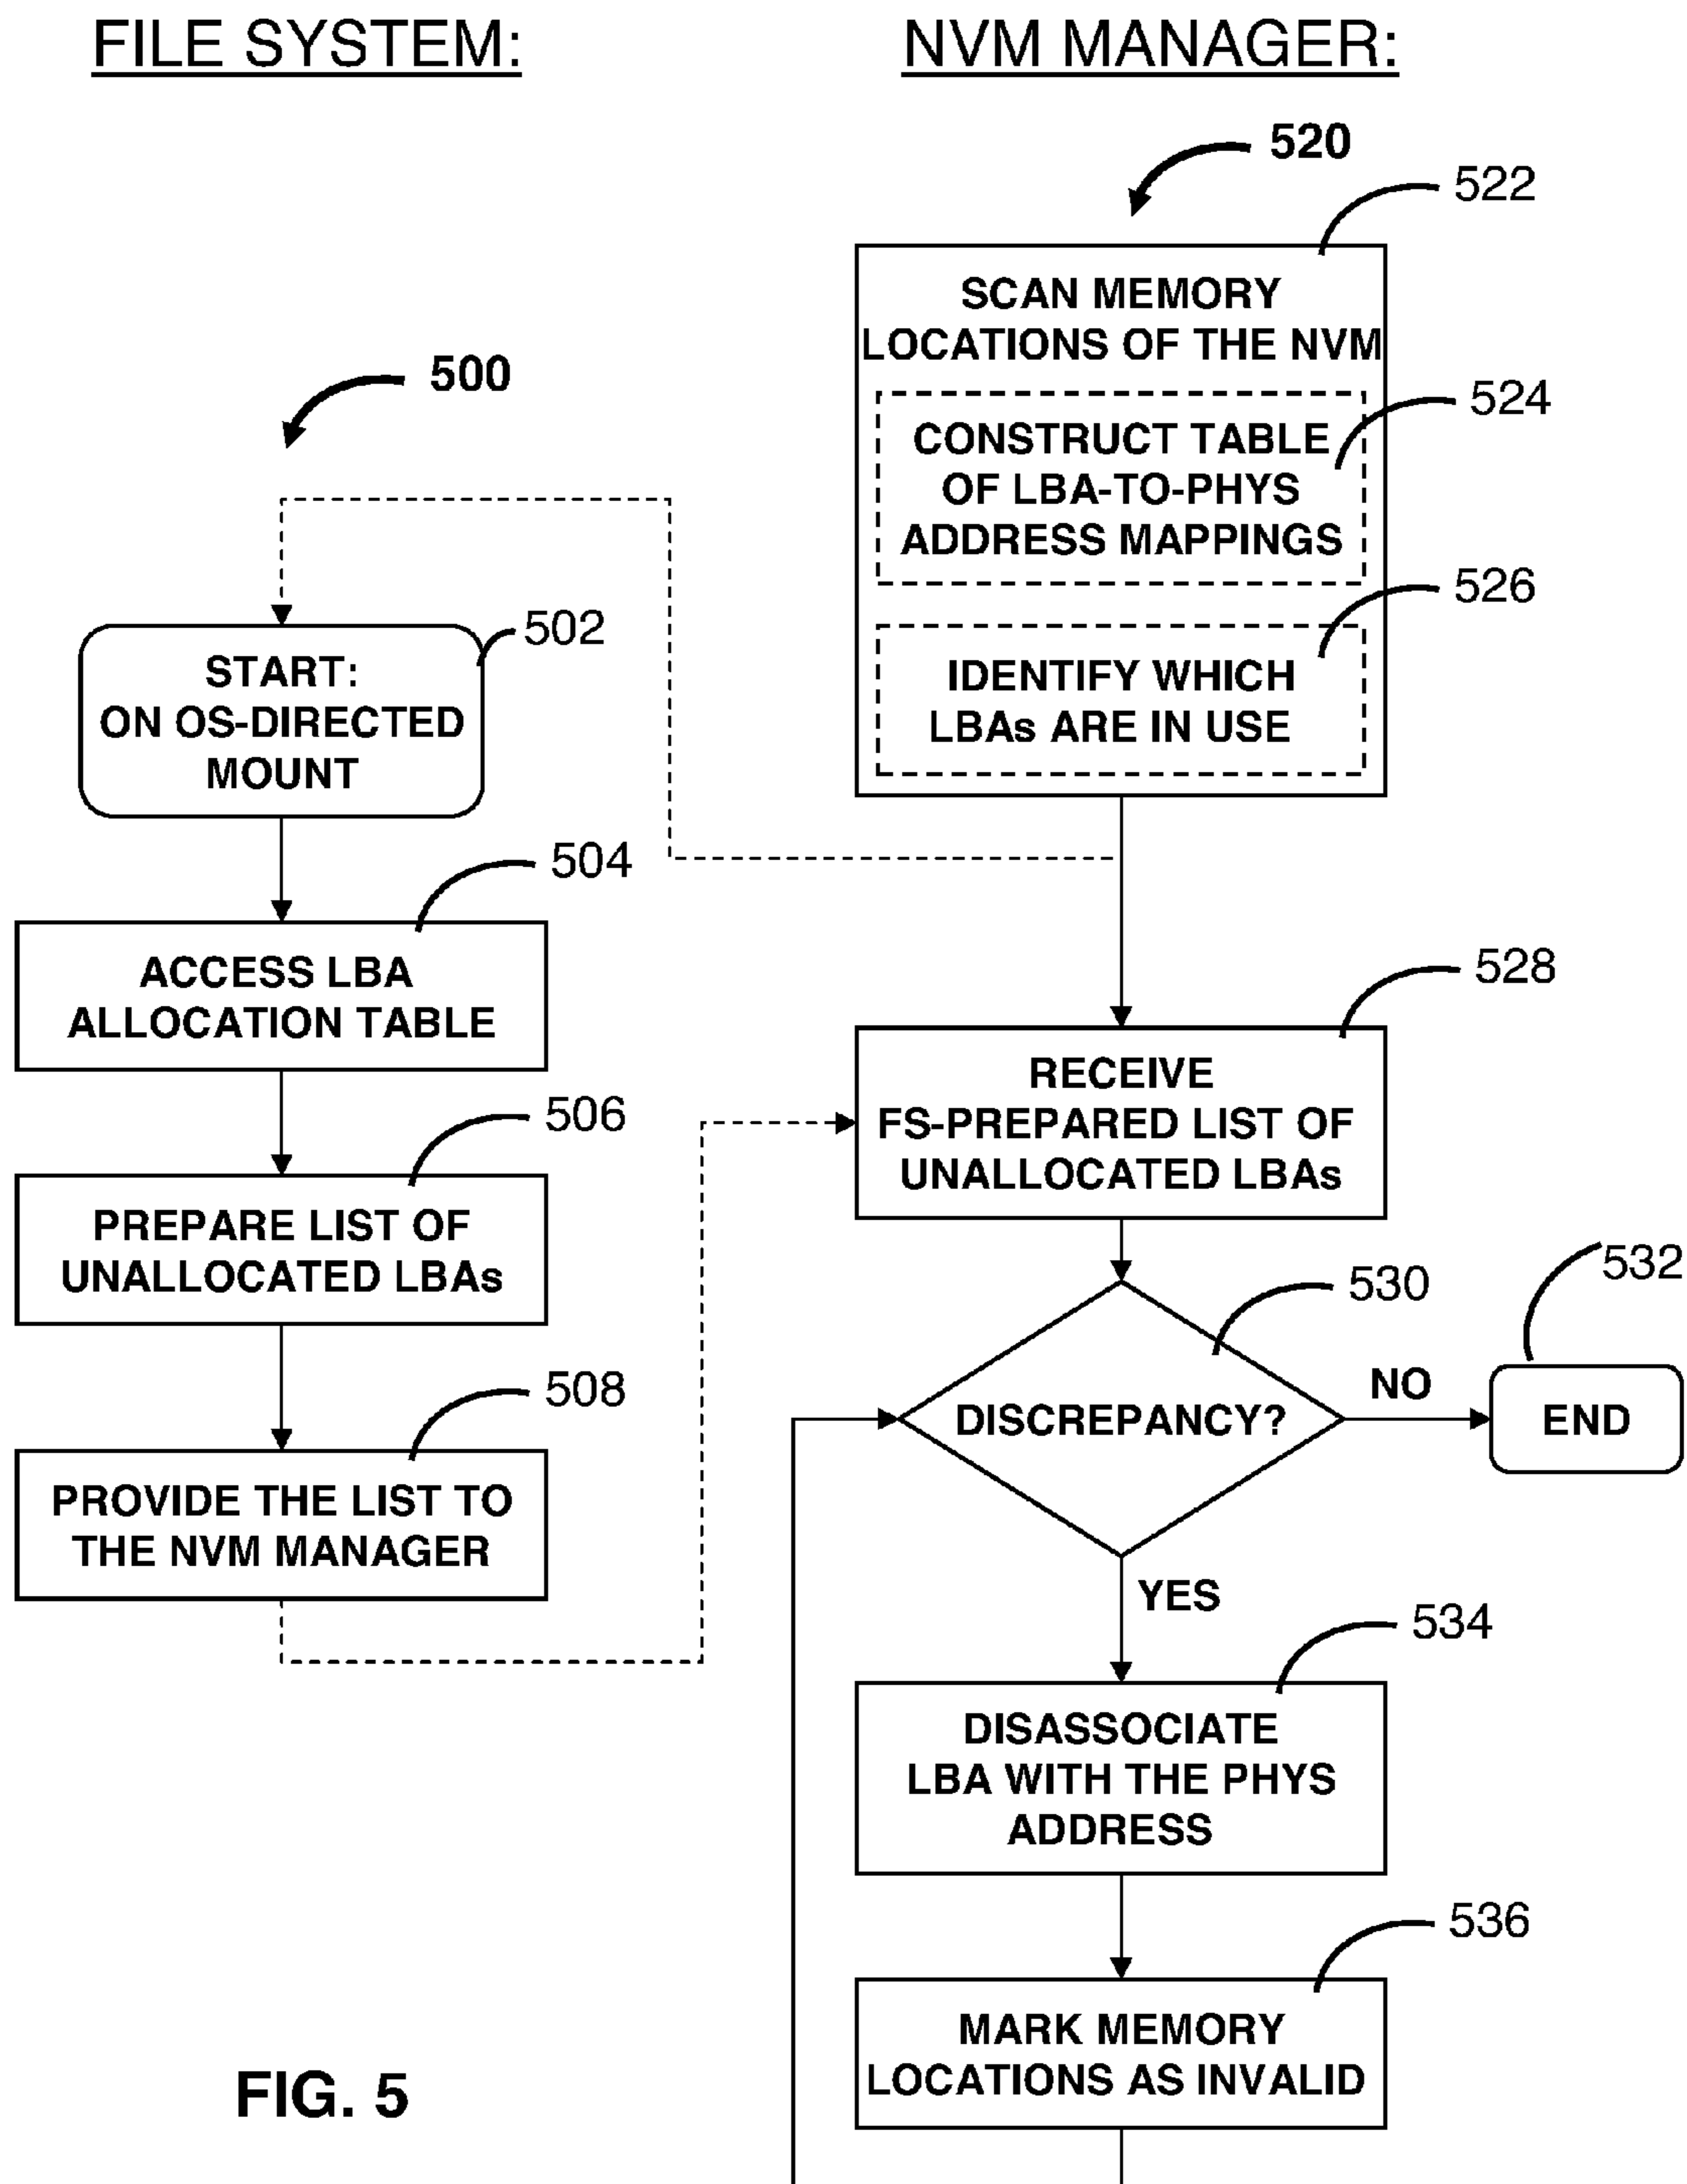 FILE SYSTEM:
500
502
START:
ON OS-DIRECTED
MOUNT
504
ACCESS LBA
ALLOCATION TABLE
506
PREPARE LIST OF
UNALLOCATED LBAs
508
PROVIDE THE LIST TO
THE NVM MANAGER
NVM MANAGER:
520
522
SCAN MEMORY
LOCATIONS OF THE NVM
524
CONSTRUCT TABLE
OF LBA-TO-PHYS
ADDRESS MAPPINGS
526
IDENTIFY WHICH
LBAs ARE IN USE
528
RECEIVE
FS-PREPARED LIST OF
UNALLOCATED LBAs
530
DISCREPANCY?
NO
532
END
YES
534
DISASSOCIATE
LBA WITH THE PHYS
ADDRESS
536
MARK MEMORY
LOCATIONS AS INVALID
FIG. 5